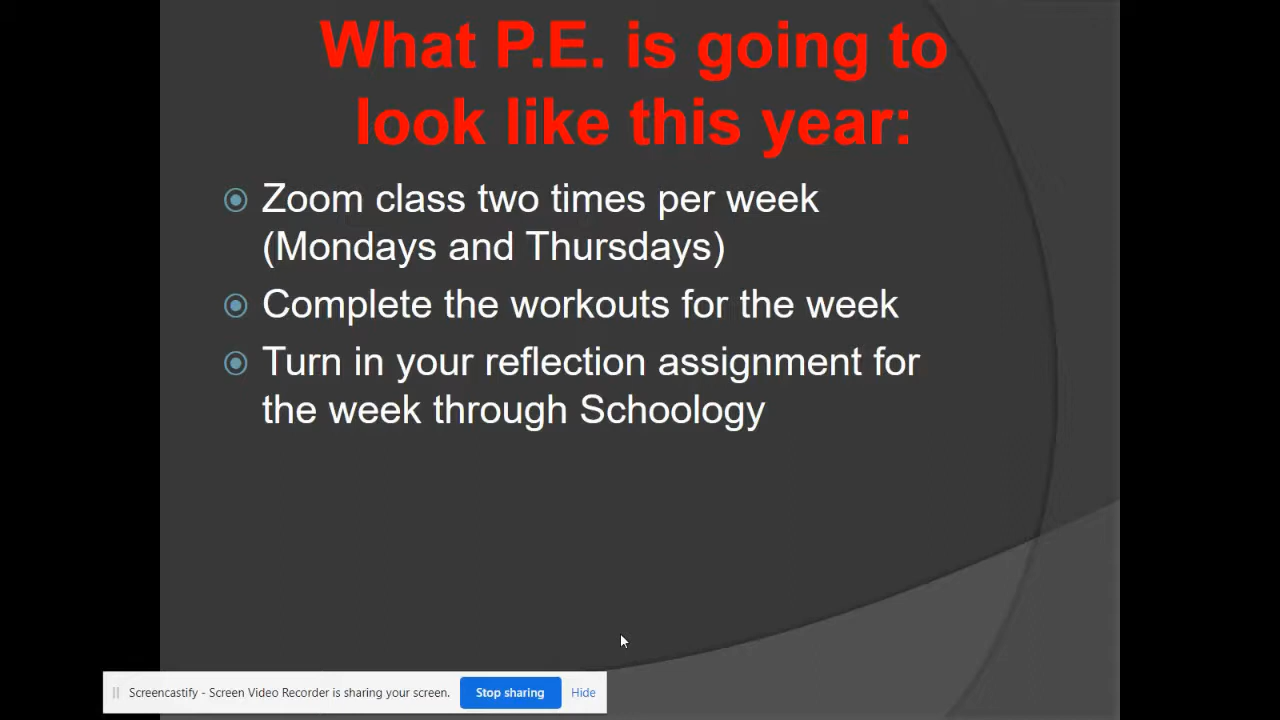 What P.E. is going to
look like this year:
Zoom class two times per week
(Mondays and Thursdays)
Complete the workouts for the week
Turn in your reflection assignment for
the week through Schoology
Screencastify - Screen Video Recorder is sharing your screen. Stop sharing Hide